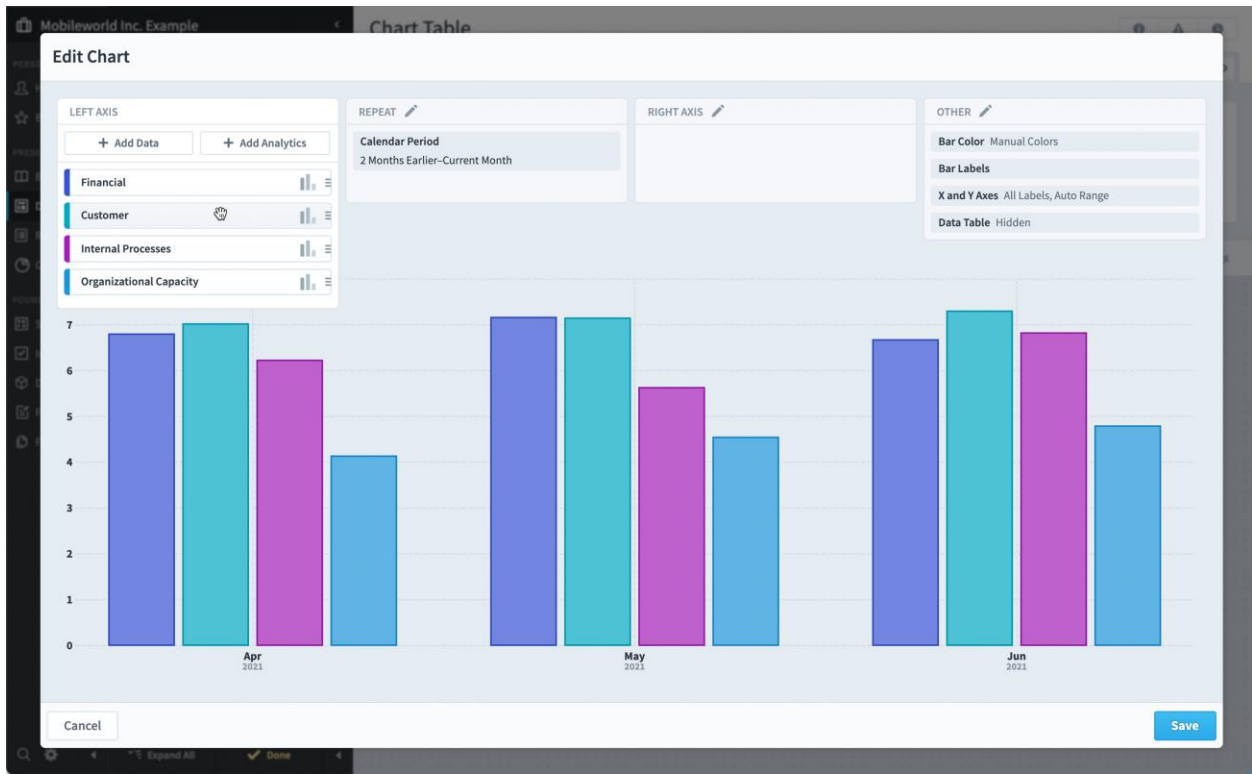 Mobileworld Inc. Example
Chart Table
Edit Chart
LEFT AXIS
+ Add Data
+ Add Analytics
Financial
Customer
Internal Processes
Organizational Capacity
REPEAT
Calendar Period
2 Months Earlier–Current Month
RIGHT AXIS
OTHER
Bar Color Manual Colors
Bar Labels
X and Y Axes All Labels, Auto Range
Data Table Hidden
7
6
5
4
3
2
1
0
Apr
2021
May
2021
Jun
2021
Cancel
Save
Expand All
Done